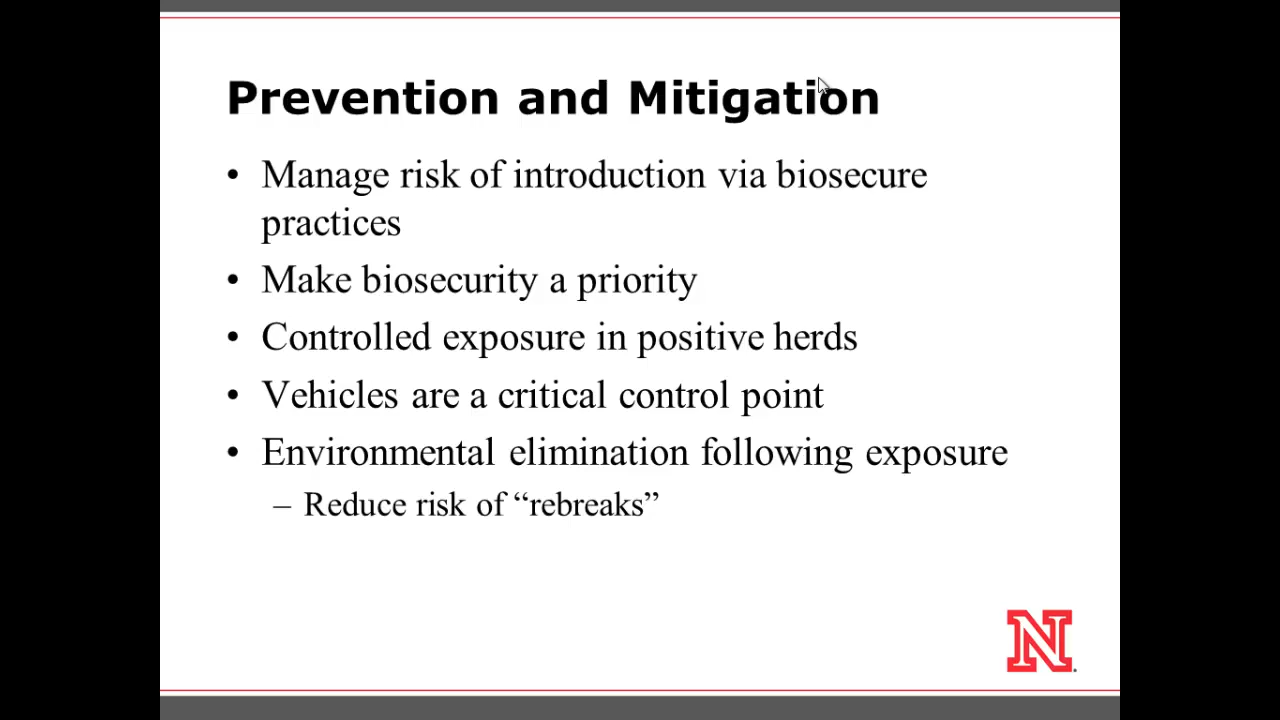 Prevention and Mitigation
• Manage risk of introduction via biosecure
practices
• Make biosecurity a priority
• Controlled exposure in positive herds
• Vehicles are a critical control point
• Environmental elimination following exposure
– Reduce risk of “rebreaks”
N